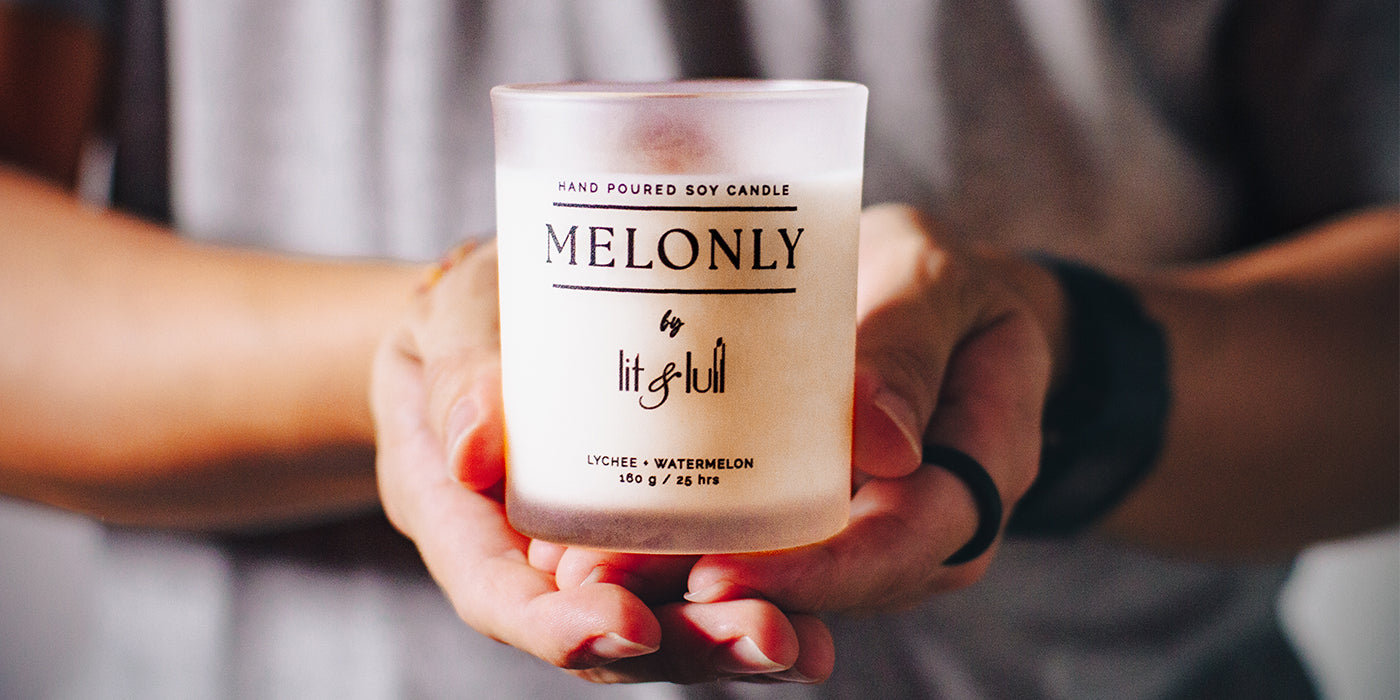 HAND POURED SOY CANDLE
MELONLY
by
lit & lull
LYCHEE + WATERMELON
160 g / 25 hrs